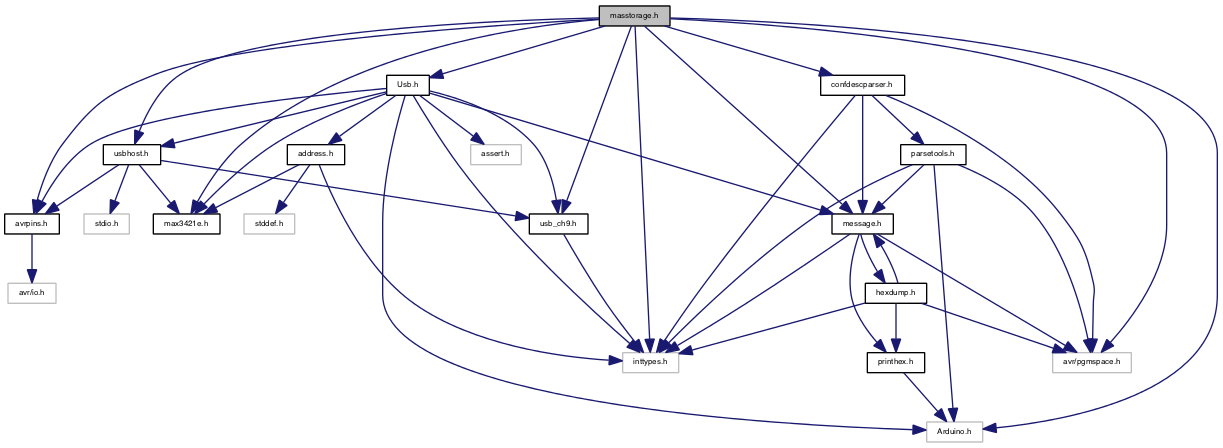 masstorage.h
Usb.h
confdescparser.h
usbhost.h
address.h
assert.h
parsetools.h
avrpins.h
stdio.h
max3421e.h
stddef.h
usb_ch9.h
message.h
avr/io.h
hexdump.h
inttypes.h
printhex.h
avr/pgmspace.h
Arduino.h